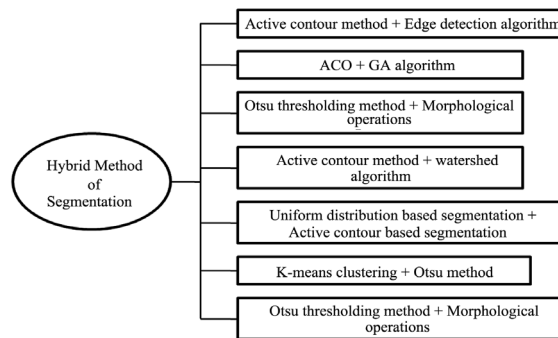 Hybrid Method
of
Segmentation
Active contour method + Edge detection algorithm
ACO + GA algorithm
Otsu thresholding method + Morphological
operations
Active contour method + watershed
algorithm
Uniform distribution based segmentation +
Active contour based segmentation
K-means clustering + Otsu method
Otsu thresholding method + Morphological
operations